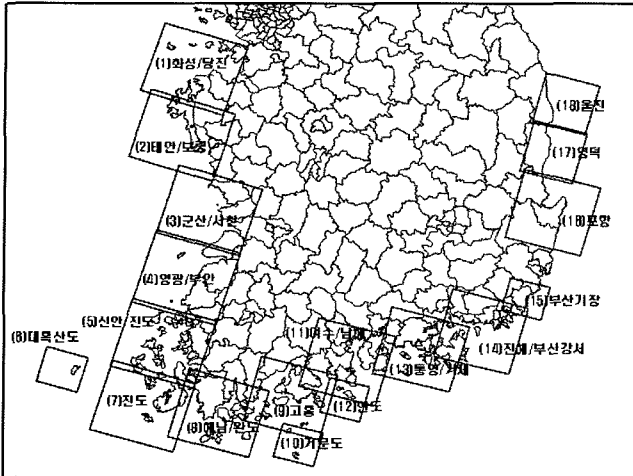 (1)화성/당진
(2)태안/보령
(3)군산/서천
(4)영광/부안
(5)신안/진도
(6)대흑산도
(7)진도
(8)해남/완도
(9)고흥
(10)거문도
(11)여수/남해
(12)
(13)통영/거제
(14)진해/부산강서
(15)부산기장
(16)포항
(17)영덕
(18)울진